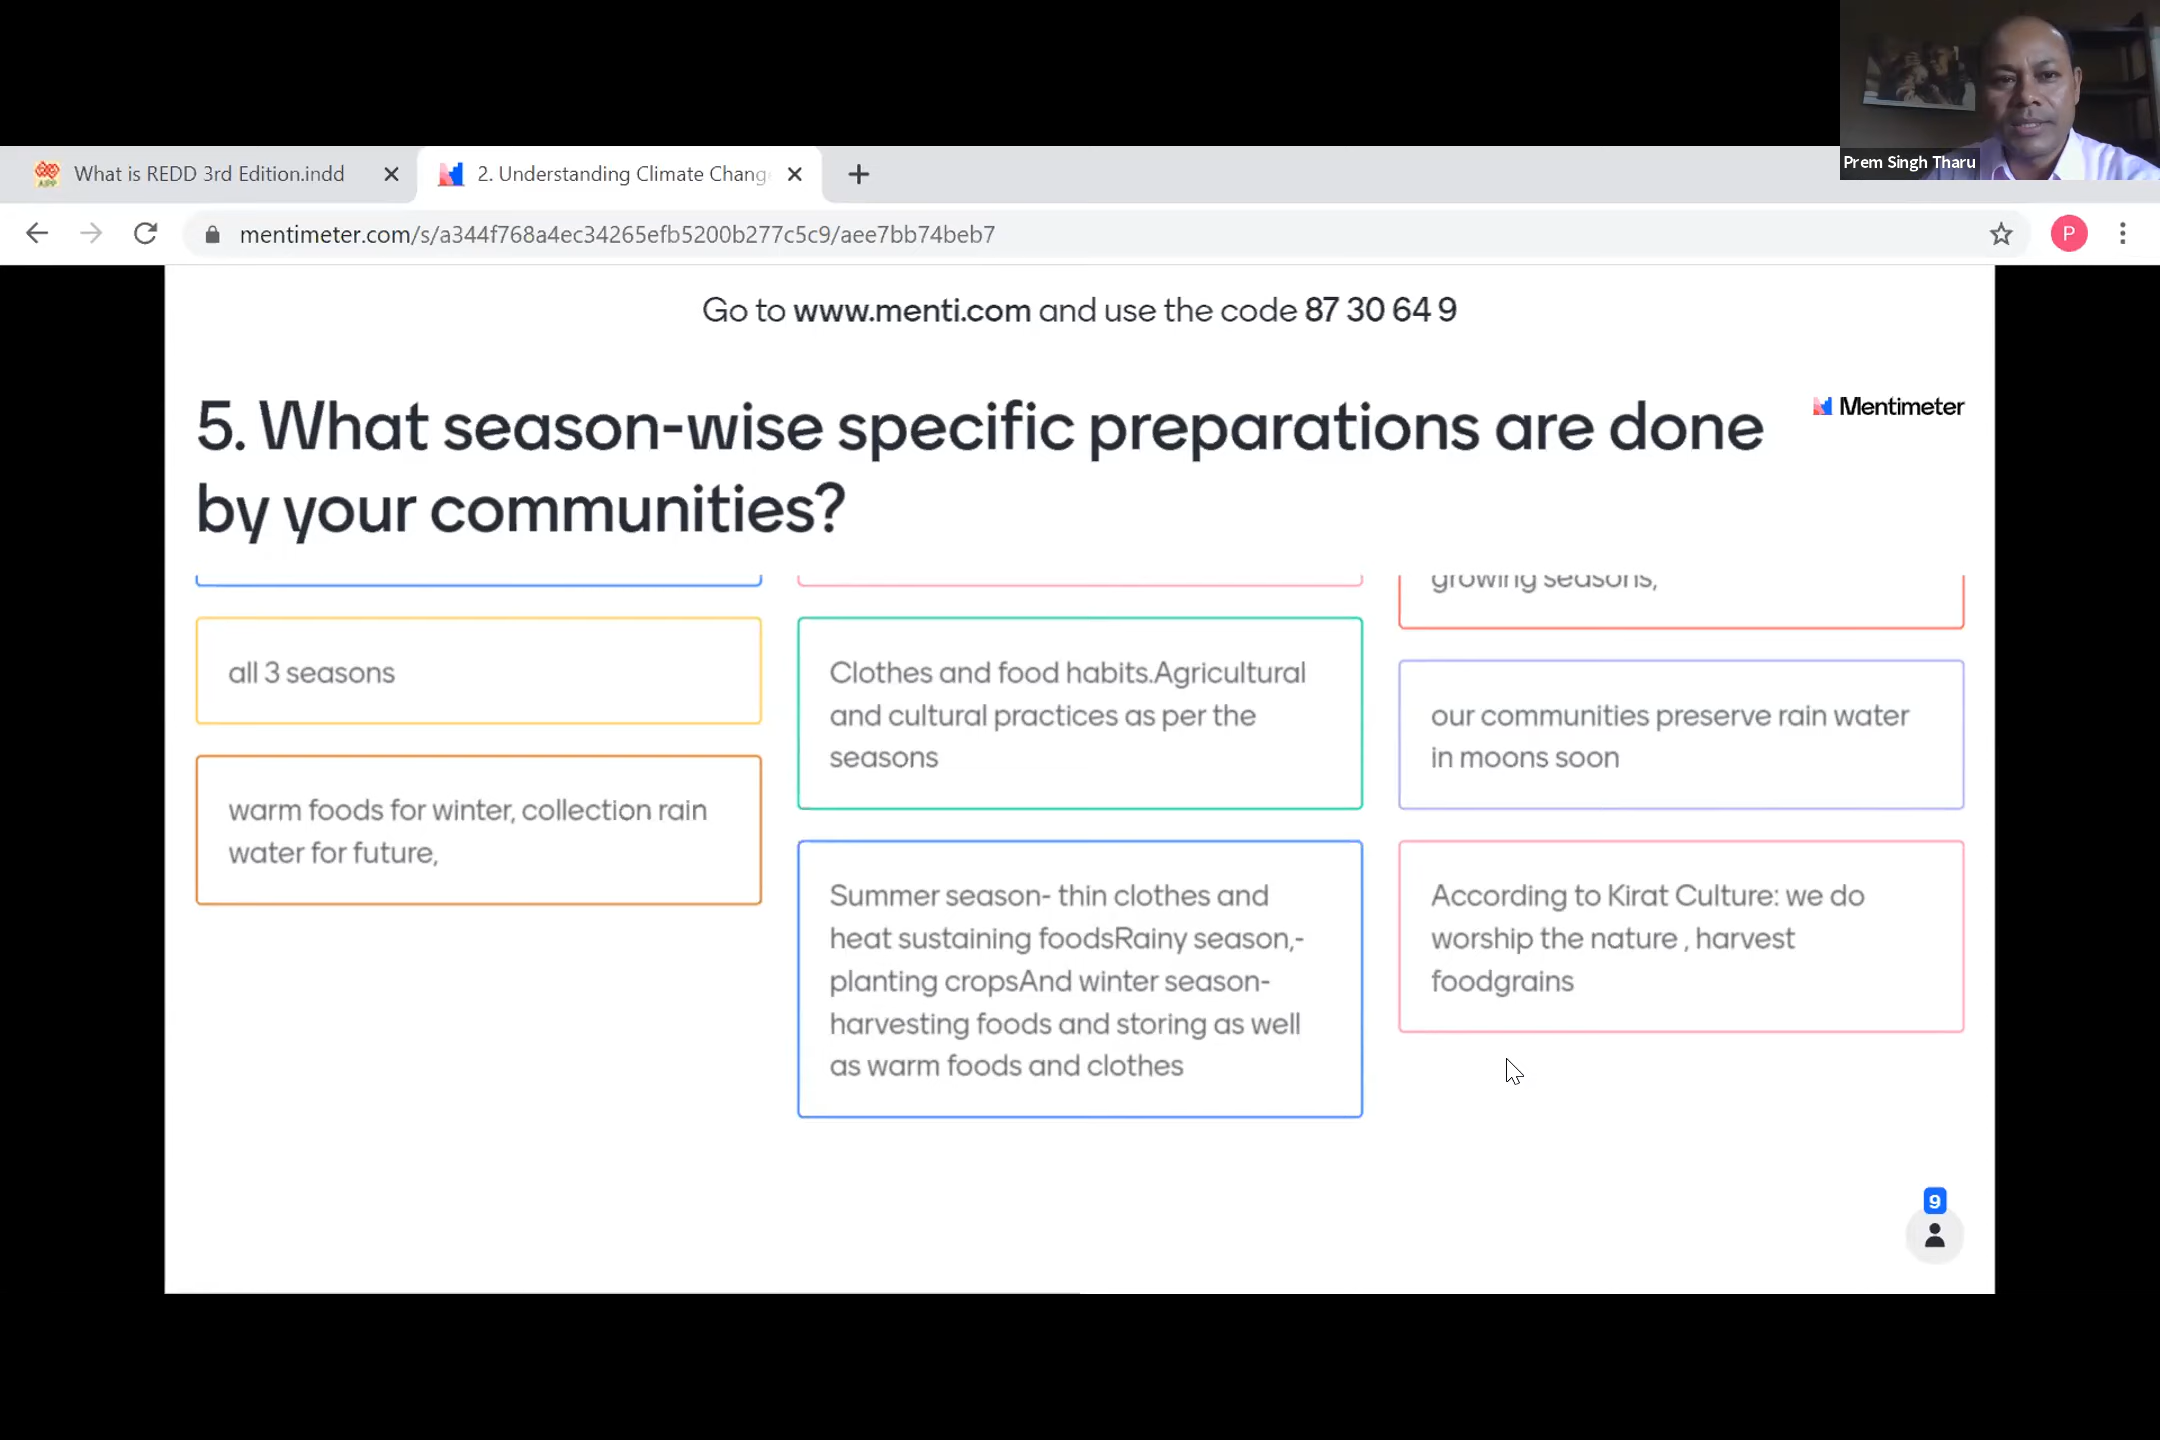 Prem Singh Tharu
What is REDD 3rd Edition.indd
2. Understanding Climate Chang
mentimeter.com/s/a344f768a4ec34265efb5200b277c5c9/aee7bb74beb7
P
Go to www.menti.com and use the code 87 30 64 9
5. What season-wise specific preparations are done
by your communities?
Mentimeter
all 3 seasons
warm foods for winter, collection rain
water for future,
Clothes and food habits.Agricultural
and cultural practices as per the
seasons
Summer season- thin clothes and
heat sustaining foodsRainy season,-
planting cropsAnd winter season-
harvesting foods and storing as well
as warm foods and clothes
growing seasons,
our communities preserve rain water
in moons soon
According to Kirat Culture: we do
worship the nature , harvest
foodgrains
9